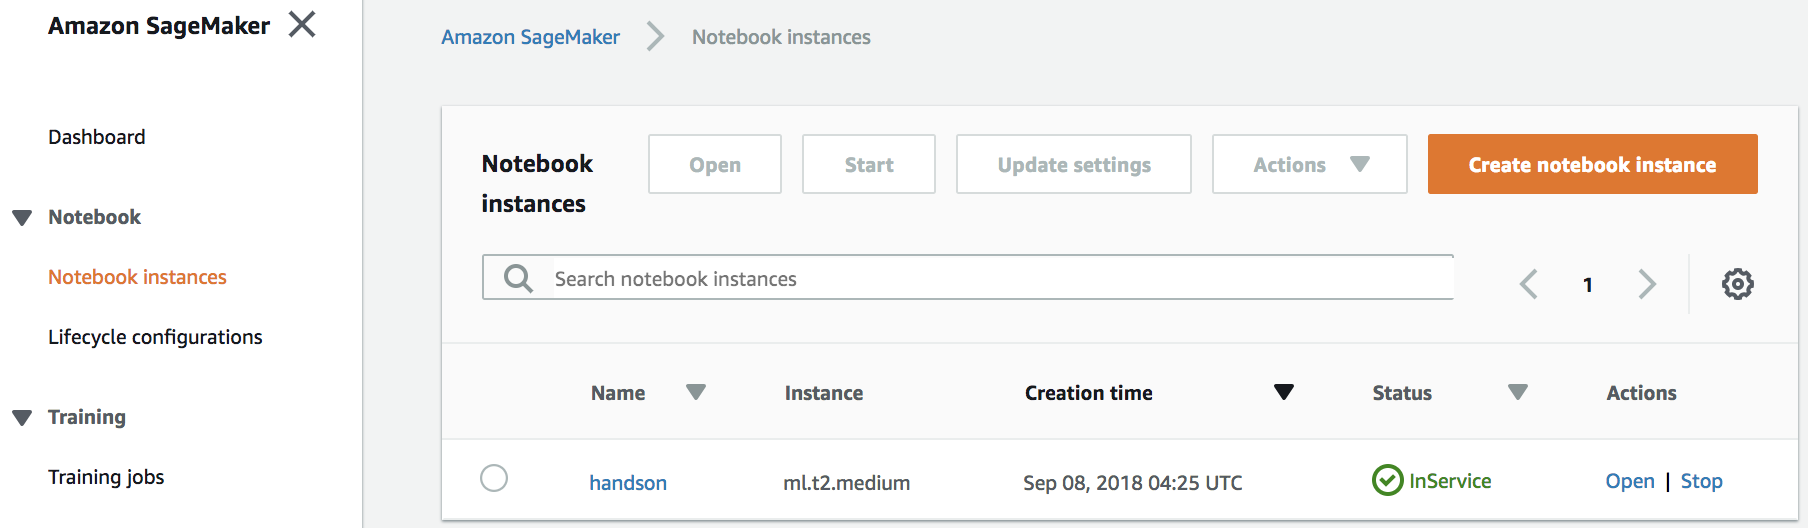 Amazon SageMaker
Dashboard
Notebook
Notebook instances
Lifecycle configurations
Training
Training jobs
Amazon SageMaker Notebook instances
Notebook instances
Open Start Update settings Actions Create notebook instance
Search notebook instances
1
Name Instance Creation time Status Actions
handson ml.t2.medium Sep 08, 2018 04:25 UTC InService Open | Stop